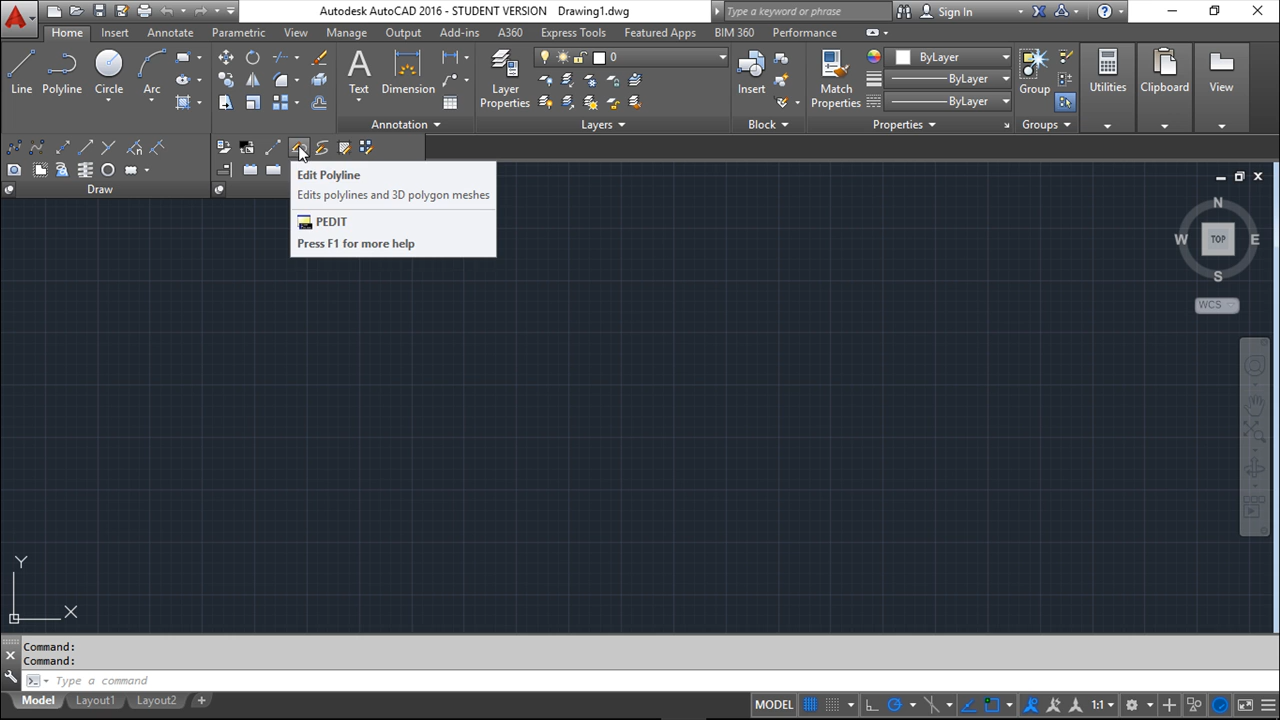 Autodesk AutoCAD 2016 - STUDENT VERSION Drawing1.dwg
Type a keyword or phrase
Sign In
Home Insert Annotate Parametric View Manage Output Add-ins A360 Express Tools Featured Apps BIM 360 Performance
Line Polyline Circle Arc
Text Dimension
Layer Properties
0
Insert
Match Properties
ByLayer
ByLayer
ByLayer
Group
Utilities
Clipboard
View
Annotation
Layers
Block
Properties
Groups
Draw
Edit Polyline
Edits polylines and 3D polygon meshes
PEDIT
Press F1 for more help
N
W TOP E
S
WCS
Y
X
Command:
Command:
Type a command
Model Layout1 Layout2 +
MODEL
1:1